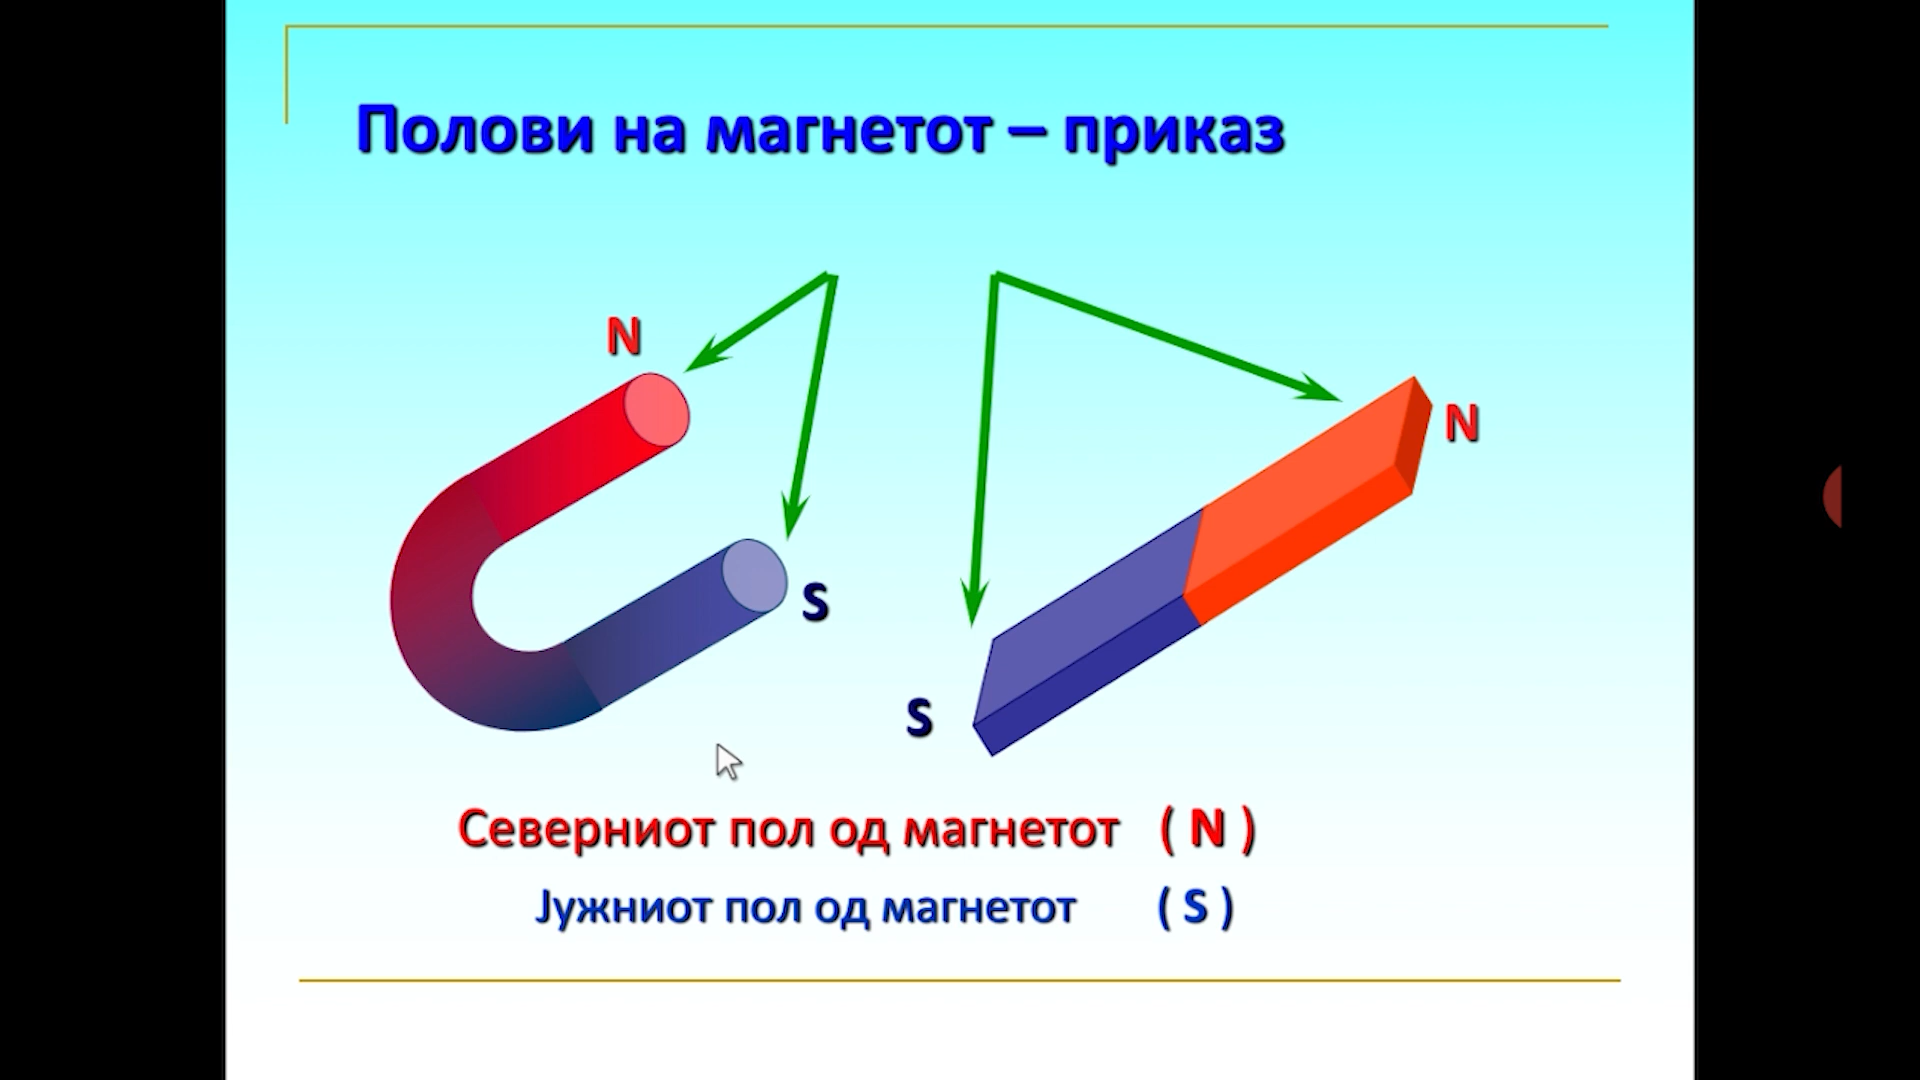 Полови на магнетот – приказ
N
N
S
S
Северниот пол од магнетот ( N )
Јужниот пол од магнетот ( S )